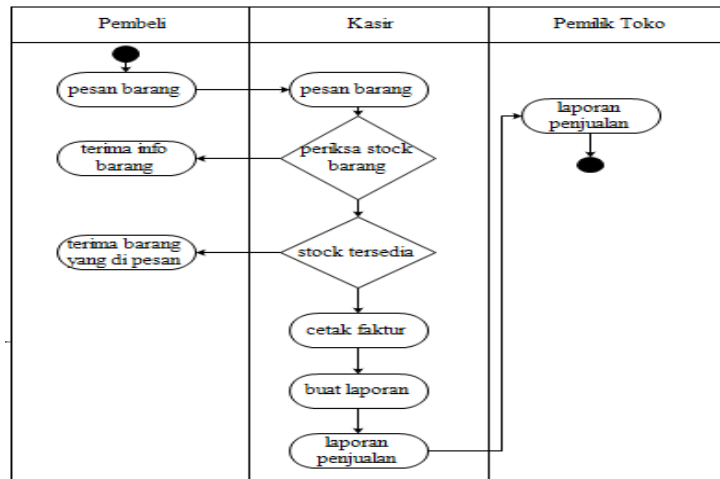 Pembeli
Kasir
Pemilik Toko
pesan barang
pesan barang
laporan
penjualan
terima info
barang
periksa stock
barang
terima barang
yang di pesan
stock tersedia
cetak faktur
buat laporan
laporan
penjualan